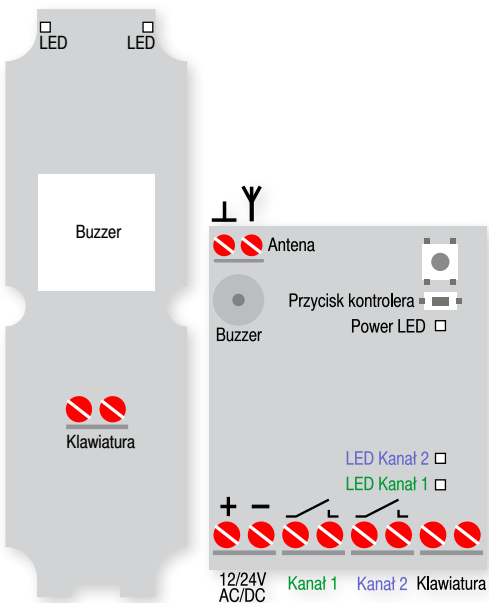 LED
LED
Buzzer
Klawiatura
Antena
Buzzer
Przycisk kontrolera
Power LED
LED Kanał 2
LED Kanał 1
+ −
12/24V
AC/DC
Kanał 1
Kanał 2
Klawiatura